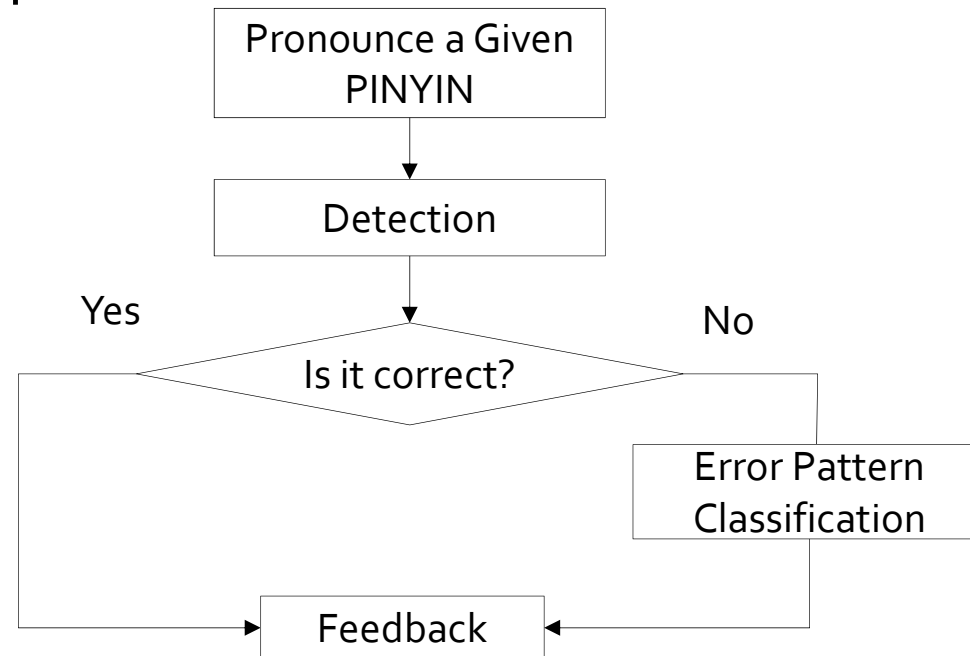 Pronounce a Given
PINYIN
Detection
Yes
No
Is it correct?
Error Pattern
Classification
Feedback